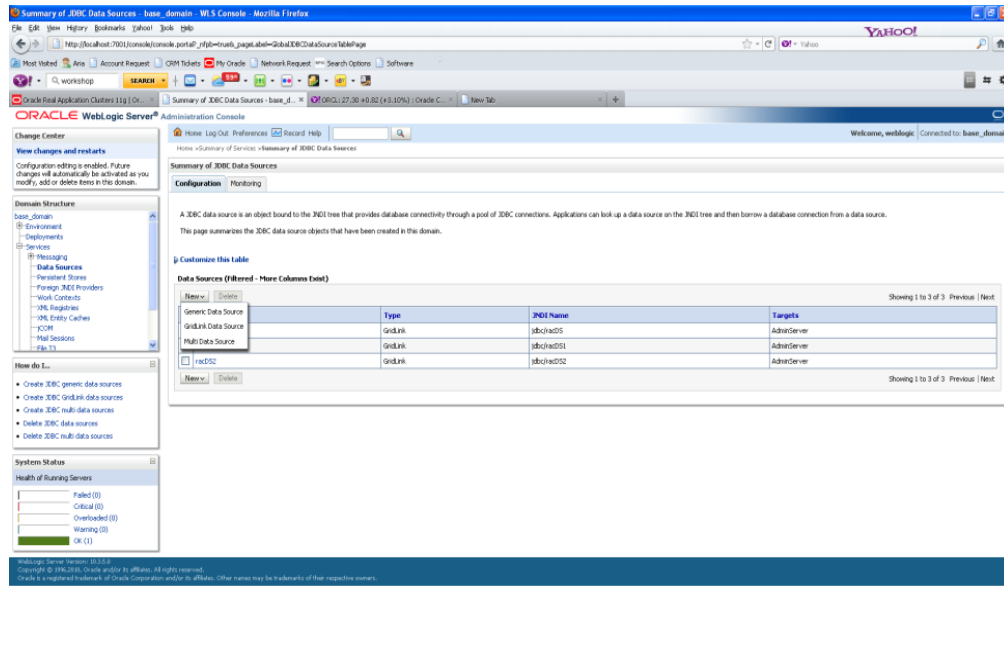 Summary of JDBC Data Sources - base_domain - WLS Console - Mozilla Firefox
File Edit View History Bookmarks Yahoo! Tools Help
YAHOO!
http://localhost:7001/console/console.portal?_nfpb=true&_pageLabel=GlobalJDBCDataSourceTablePage
Yahoo
Most Visited Aria Account Request CRM Tickets My Oracle Network Request Search Options Software
workshop SEARCH
Oracle Real Application Clusters 11g | Or... Summary of JDBC Data Sources - base_d... ORCL: 27.30 +0.82 (+3.10%) : Oracle C... New Tab
ORACLE WebLogic Server® Administration Console
Change Center
View changes and restarts
Configuration editing is enabled. Future
changes will automatically be activated as you
modify, add or delete items in this domain.
Domain Structure
base_domain
Environment
Deployments
Services
Messaging
Data Sources
Persistent Stores
Foreign JNDI Providers
Work Contexts
XML Registries
XML Entity Caches
jCOM
Mail Sessions
File T3
How do I...
Create JDBC generic data sources
Create JDBC GridLink data sources
Create JDBC multi data sources
Delete JDBC data sources
Delete JDBC multi data sources
System Status
Health of Running Servers
Failed (0)
Critical (0)
Overloaded (0)
Warning (0)
OK (1)
Home Log Out Preferences Record Help
Welcome, weblogic Connected to: base_domai
Home >Summary of Services >Summary of JDBC Data Sources
Summary of JDBC Data Sources
Configuration Monitoring
A JDBC data source is an object bound to the JNDI tree that provides database connectivity through a pool of JDBC connections. Applications can look up a data source on the JNDI tree and then borrow a database connection from a data source.
This page summarizes the JDBC data source objects that have been created in this domain.
Customize this table
Data Sources (Filtered - More Columns Exist)
New Delete
Showing 1 to 3 of 3 Previous | Next
Generic Data Source
GridLink Data Source
Multi Data Source
Type JNDI Name Targets
GridLink jdbc/racDS AdminServer
GridLink jdbc/racDS1 AdminServer
racDS2 GridLink jdbc/racDS2 AdminServer
New Delete
Showing 1 to 3 of 3 Previous | Next
WebLogic Server Version: 10.3.5.0
Copyright © 1996,2010, Oracle and/or its affiliates. All rights reserved.
Oracle is a registered trademark of Oracle Corporation and/or its affiliates. Other names may be trademarks of their respective owners.